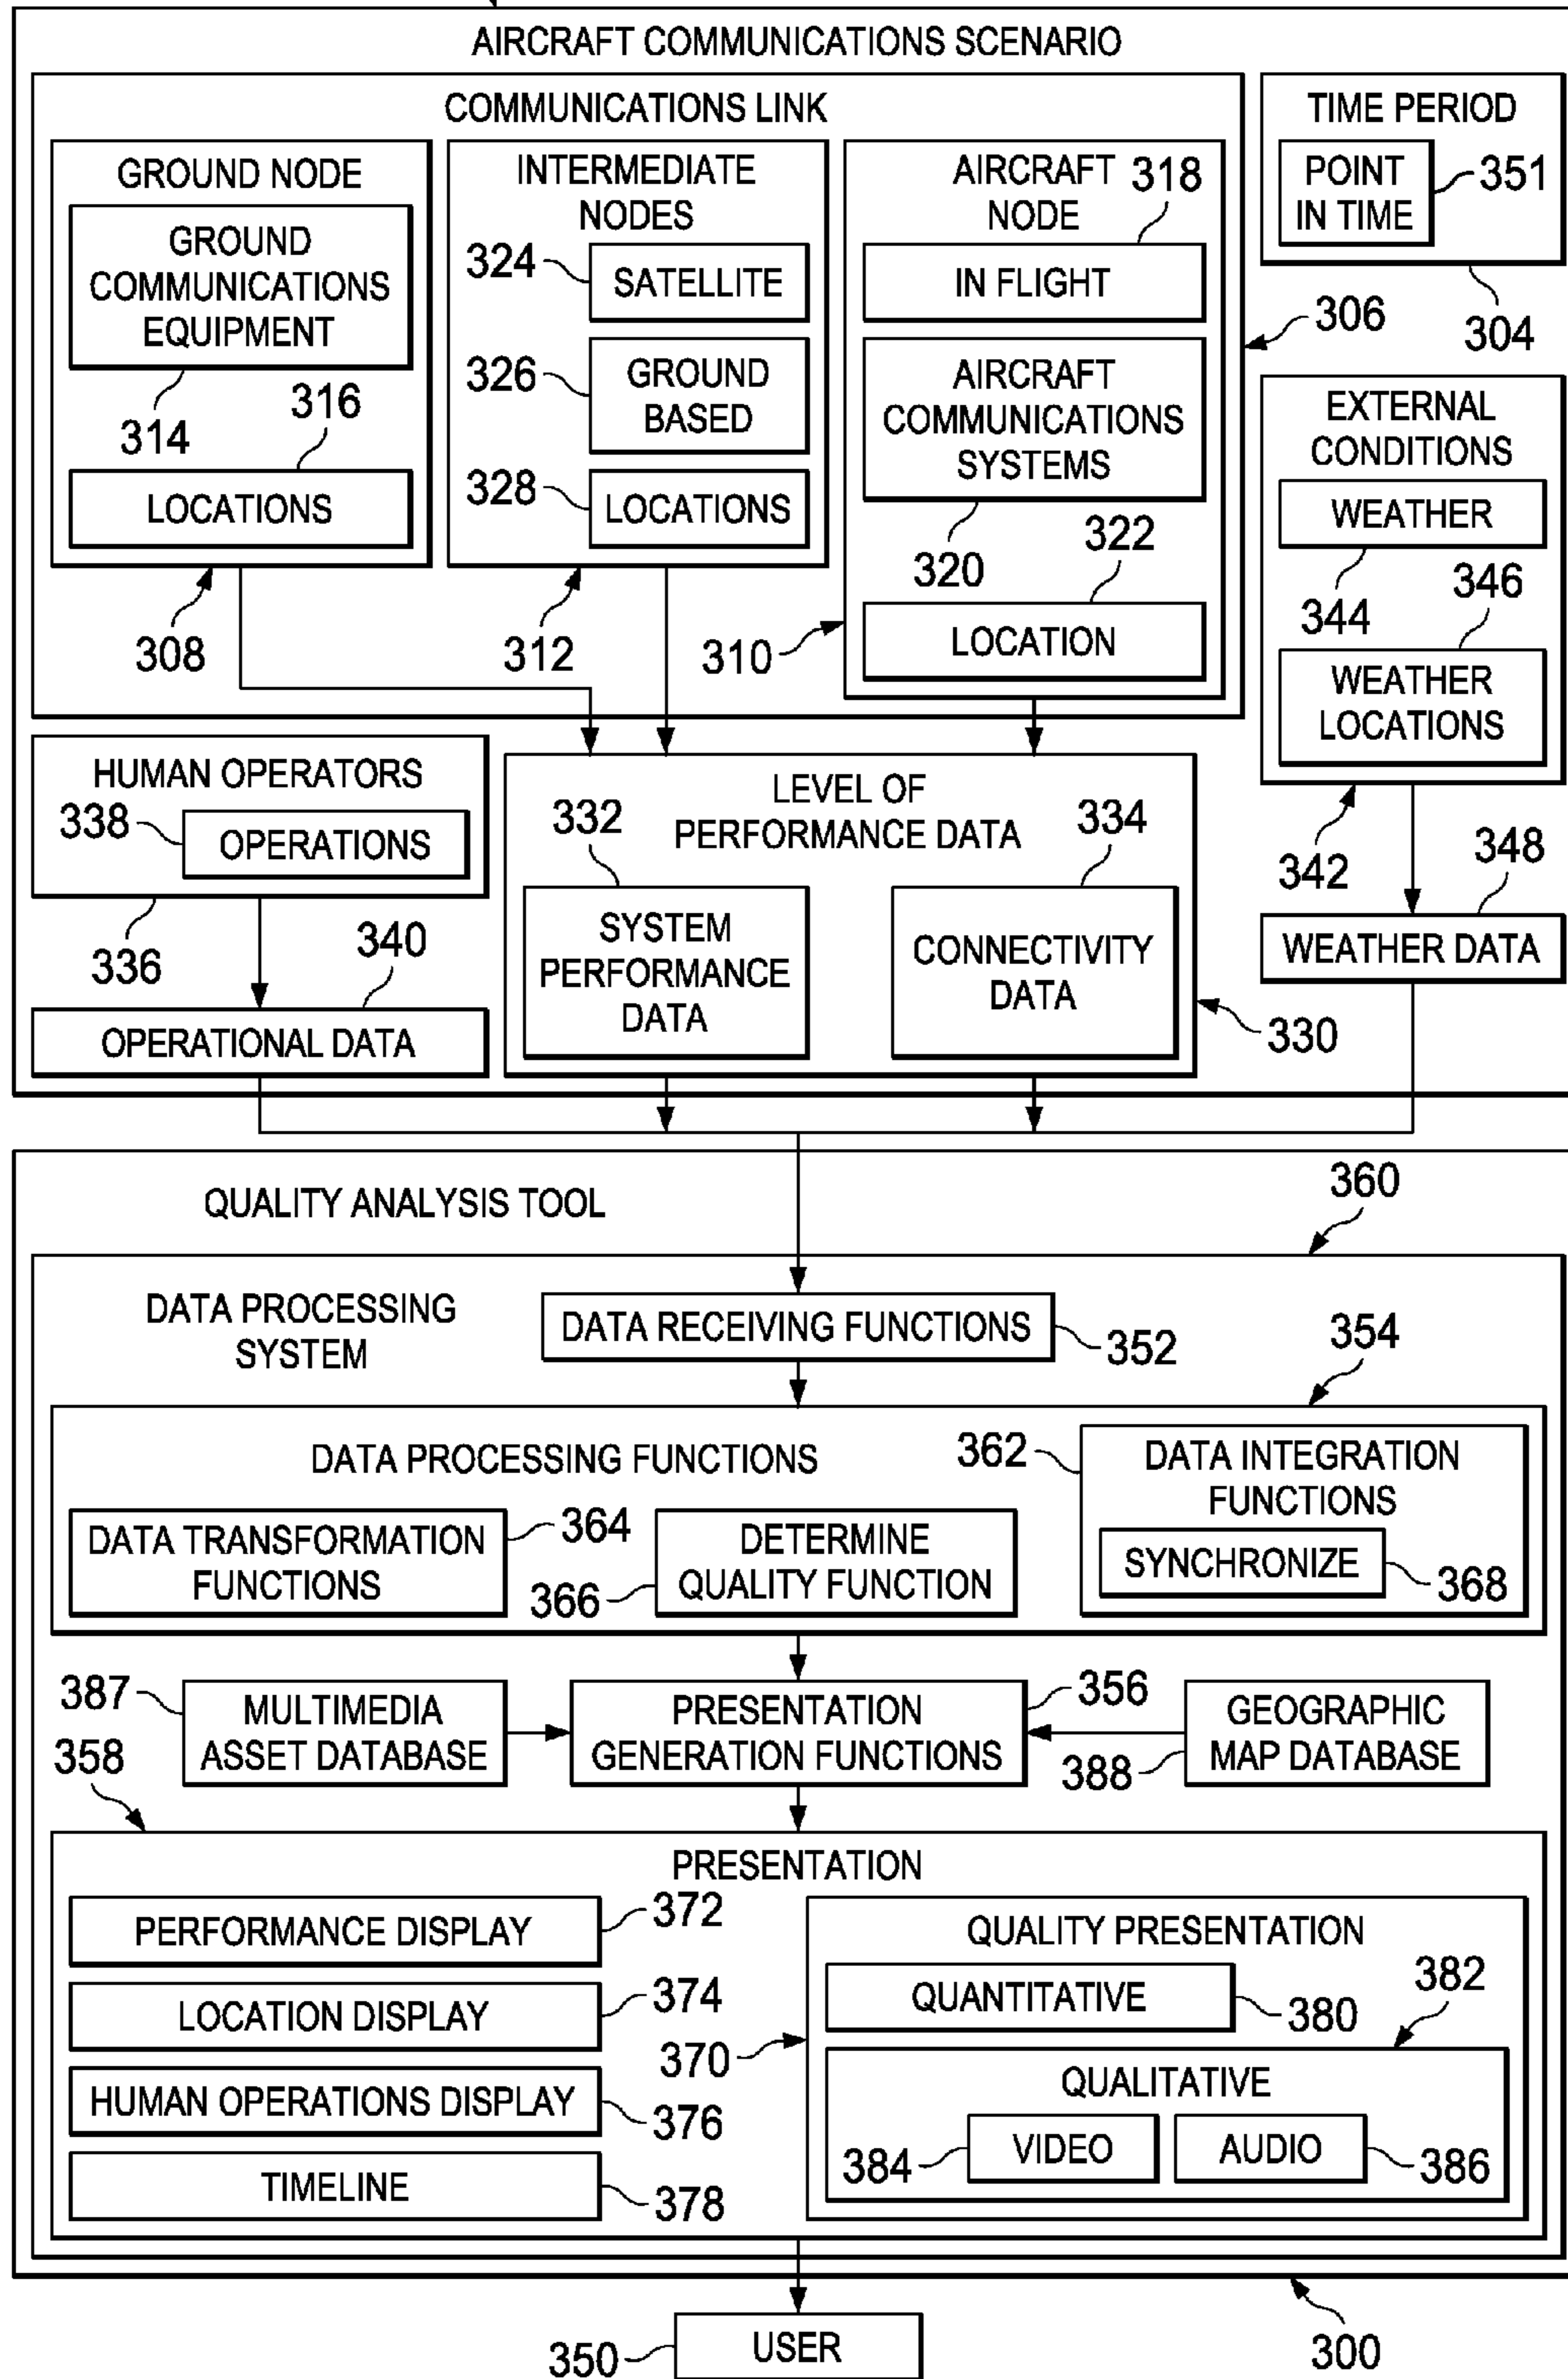 AIRCRAFT COMMUNICATIONS SCENARIO
COMMUNICATIONS LINK
GROUND NODE
GROUND
COMMUNICATIONS
EQUIPMENT
314
316
LOCATIONS
308
INTERMEDIATE
NODES
324
SATELLITE
326
GROUND
BASED
328
LOCATIONS
312
AIRCRAFT
NODE
318
IN FLIGHT
AIRCRAFT
COMMUNICATIONS
SYSTEMS
320
322
LOCATION
310
306
TIME PERIOD
POINT
IN TIME
351
304
EXTERNAL
CONDITIONS
WEATHER
344
346
WEATHER
LOCATIONS
342
348
WEATHER DATA
HUMAN OPERATORS
338
OPERATIONS
336
340
OPERATIONAL DATA
LEVEL OF
PERFORMANCE DATA
332
334
SYSTEM
PERFORMANCE
DATA
CONNECTIVITY
DATA
330
QUALITY ANALYSIS TOOL
360
DATA PROCESSING
SYSTEM
DATA RECEIVING FUNCTIONS
352
354
DATA PROCESSING FUNCTIONS
DATA TRANSFORMATION
FUNCTIONS
364
DETERMINE
QUALITY FUNCTION
366
362
DATA INTEGRATION
FUNCTIONS
SYNCHRONIZE
368
387
MULTIMEDIA
ASSET DATABASE
PRESENTATION
GENERATION FUNCTIONS
356
GEOGRAPHIC
MAP DATABASE
388
358
PRESENTATION
PERFORMANCE DISPLAY
372
LOCATION DISPLAY
374
HUMAN OPERATIONS DISPLAY
376
TIMELINE
378
QUALITY PRESENTATION
370
QUANTITATIVE
380
382
QUALITATIVE
384
VIDEO
AUDIO
386
350
USER
300